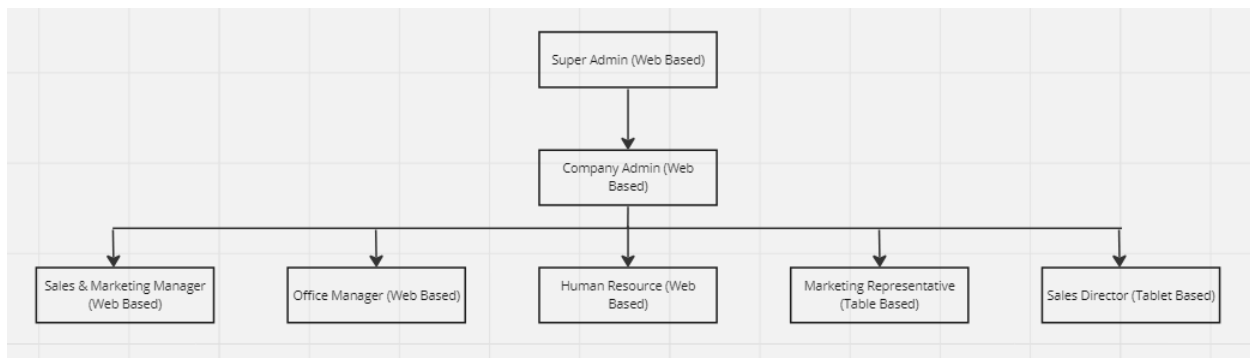 Super Admin (Web Based)
Company Admin (Web
Based)
Sales & Marketing Manager
(Web Based)
Office Manager (Web Based)
Human Resource (Web
Based)
Marketing Representative
(Table Based)
Sales Director (Tablet Based)